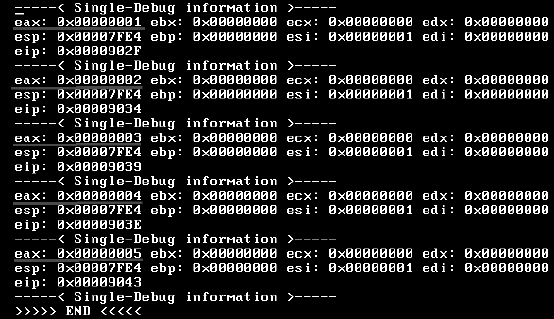 -----< Single-Debug information >-----
eax: 0x00000001 ebx: 0x00000000 ecx: 0x00000000 edx: 0x00000000
esp: 0x00007FE4 ebp: 0x00000000 esi: 0x00000001 edi: 0x00000000
eip: 0x0000902F
-----< Single-Debug information >-----
eax: 0x00000002 ebx: 0x00000000 ecx: 0x00000000 edx: 0x00000000
esp: 0x00007FE4 ebp: 0x00000000 esi: 0x00000001 edi: 0x00000000
eip: 0x00009034
-----< Single-Debug information >-----
eax: 0x00000003 ebx: 0x00000000 ecx: 0x00000000 edx: 0x00000000
esp: 0x00007FE4 ebp: 0x00000000 esi: 0x00000001 edi: 0x00000000
eip: 0x00009039
-----< Single-Debug information >-----
eax: 0x00000004 ebx: 0x00000000 ecx: 0x00000000 edx: 0x00000000
esp: 0x00007FE4 ebp: 0x00000000 esi: 0x00000001 edi: 0x00000000
eip: 0x0000903E
-----< Single-Debug information >-----
eax: 0x00000005 ebx: 0x00000000 ecx: 0x00000000 edx: 0x00000000
esp: 0x00007FE4 ebp: 0x00000000 esi: 0x00000001 edi: 0x00000000
eip: 0x00009043
-----< Single-Debug information >-----
>>>>> END <<<<<